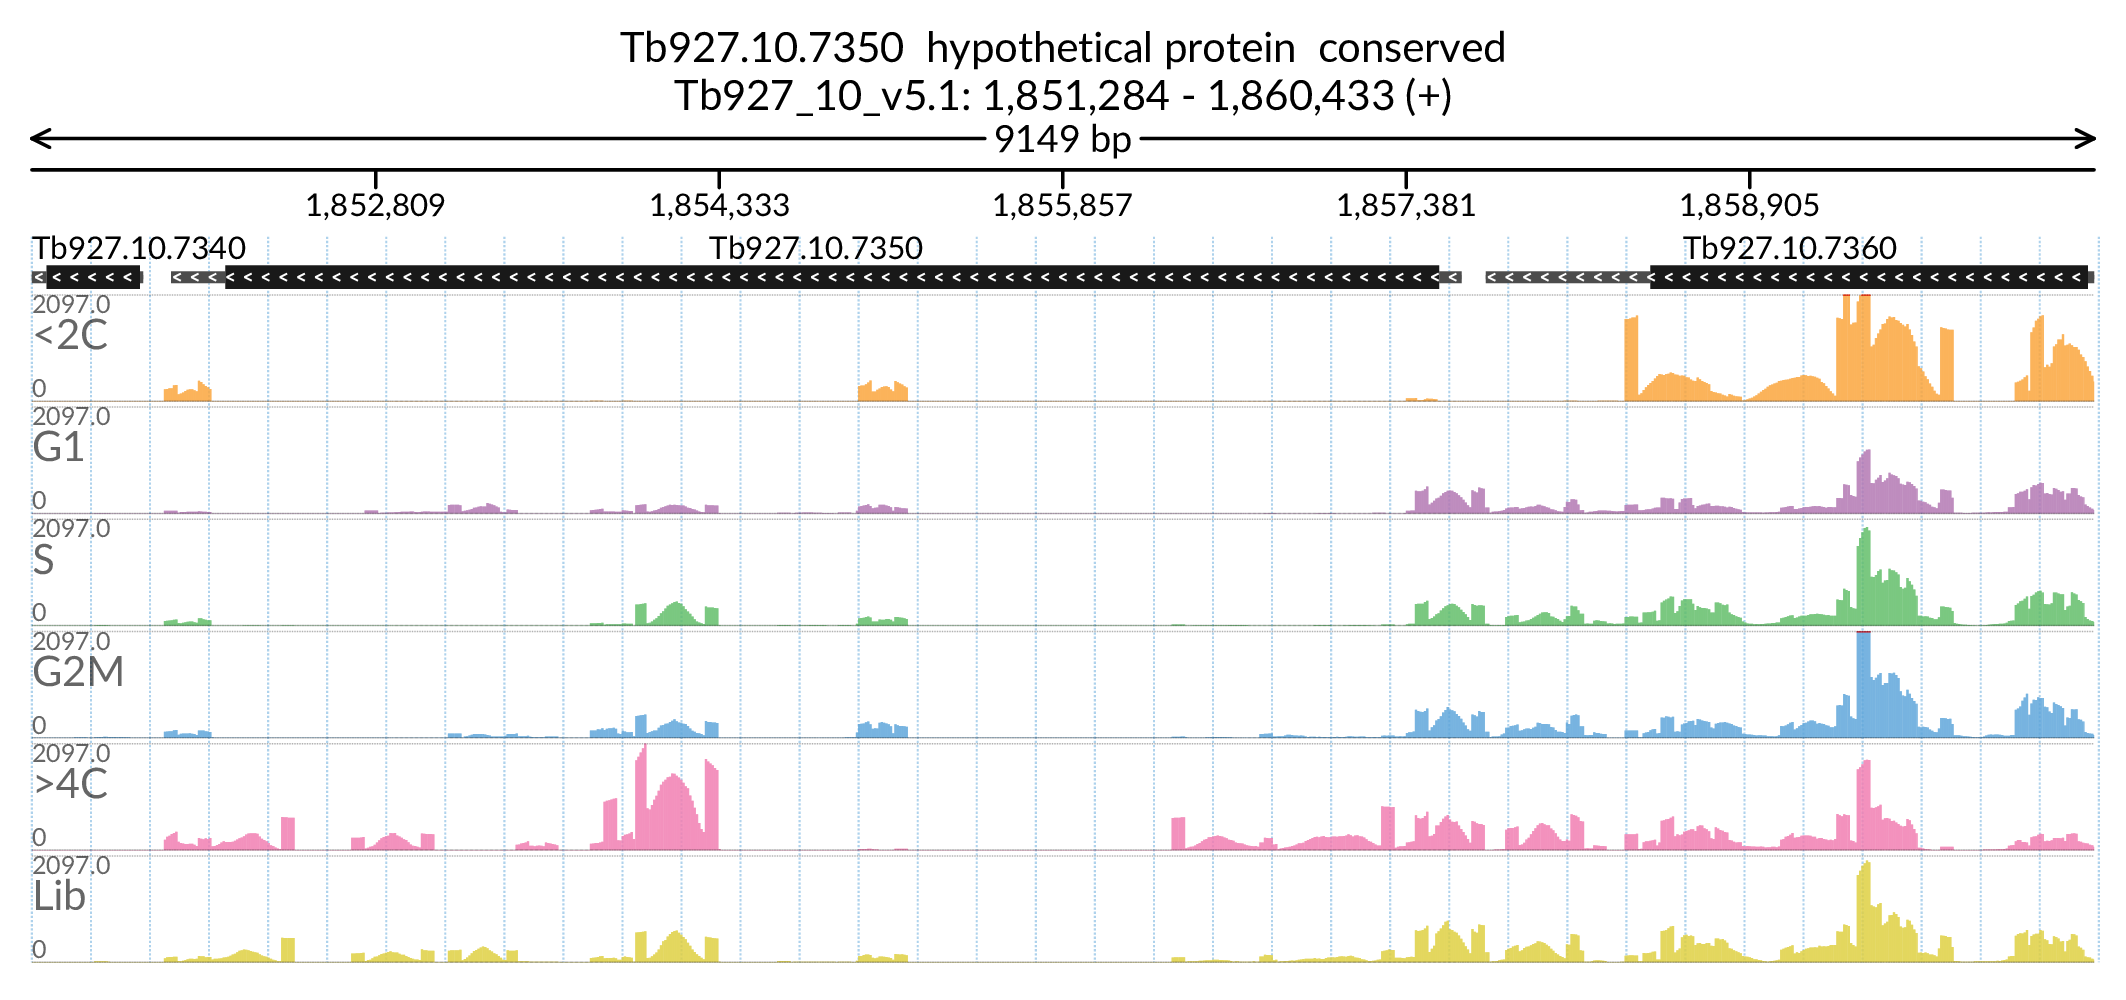 Tb927.10.7350  hypothetical protein  conserved
Tb927_10_v5.1: 1,851,284 - 1,860,433 (+)
9149 bp
1,852,809 1,854,333 1,855,857 1,857,381 1,858,905
Tb927.10.7340 Tb927.10.7350 Tb927.10.7360
2097.0
<2C
0
2097.0
G1
0
2097.0
S
0
2097.0
G2M
0
2097.0
>4C
0
2097.0
Lib
0